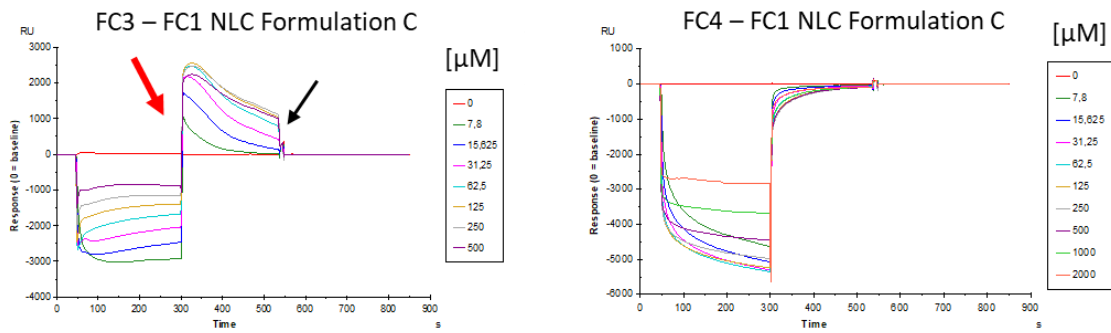 FC3 – FC1 NLC Formulation C
RU
3000
2000
1000
0
-1000
-2000
-3000
-4000
Response (0 = baseline)
0 100 200 300 400 500 600 700 800 900
Time
s
[µM]
0
7,8
15,625
31,25
62,5
125
250
500
FC4 – FC1 NLC Formulation C
RU
1000
0
-1000
-2000
-3000
-4000
-5000
-6000
Response (0 = baseline)
0 100 200 300 400 500 600 700 800 900
Time
s
[µM]
0
7,8
15,625
31,25
62,5
125
250
500
1000
2000